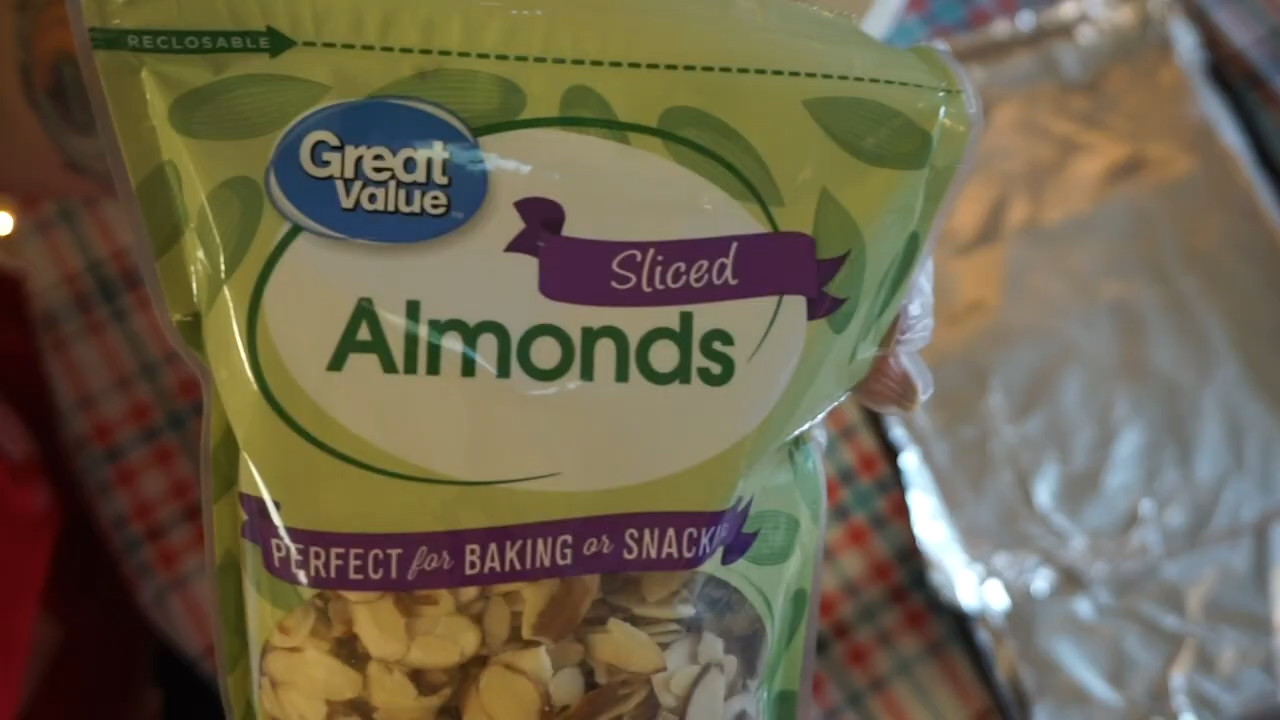 RECLOSABLE
Great
Value
Sliced
Almonds
PERFECT for BAKING or